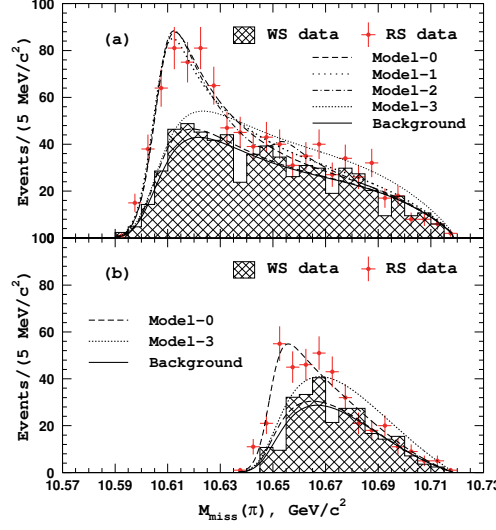 100
80
60
40
20
100
Events/(5 MeV/c²)
(a)
WS data
RS data
Model-0
Model-1
Model-2
Model-3
Background
80
60
40
20
0
Events/(5 MeV/c²)
(b)
WS data
RS data
Model-0
Model-3
Background
10.57 10.59 10.61 10.63 10.65 10.67 10.69 10.71 10.73
M_miss(π), GeV/c²